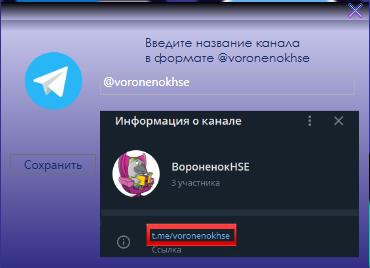 Введите название канала
в формате @voronenokhse
@voronenokhse
Информация о канале
ВороненокHSE
3 участника
Сохранить
t.me/voronenokhse
Ссылка